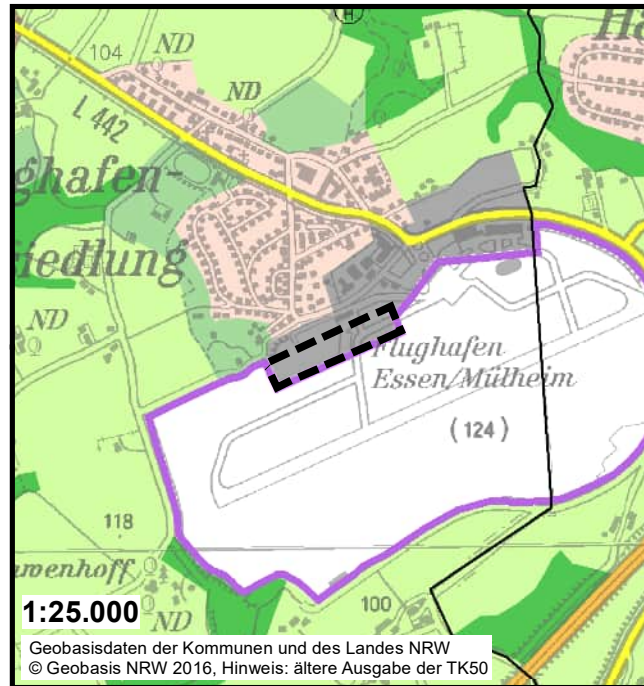 H
104
ND
ND
L 442
ghafen-
iedlung
ND
Flughafen
Essen/Mülheim
(124)
118
menhoff
100
1:25.000
ND
Geobasisdaten der Kommunen und des Landes NRW
© Geobasis NRW 2016, Hinweis: ältere Ausgabe der TK50